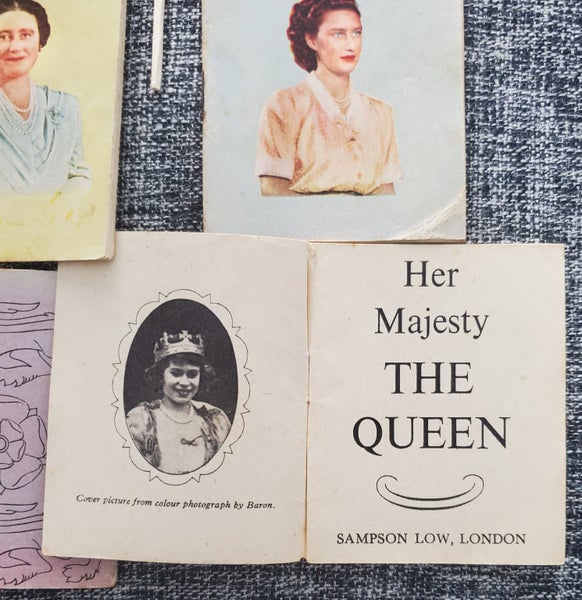 Cover picture from colour photograph by Baron.
Her
Majesty
THE
QUEEN
SAMPSON LOW, LONDON